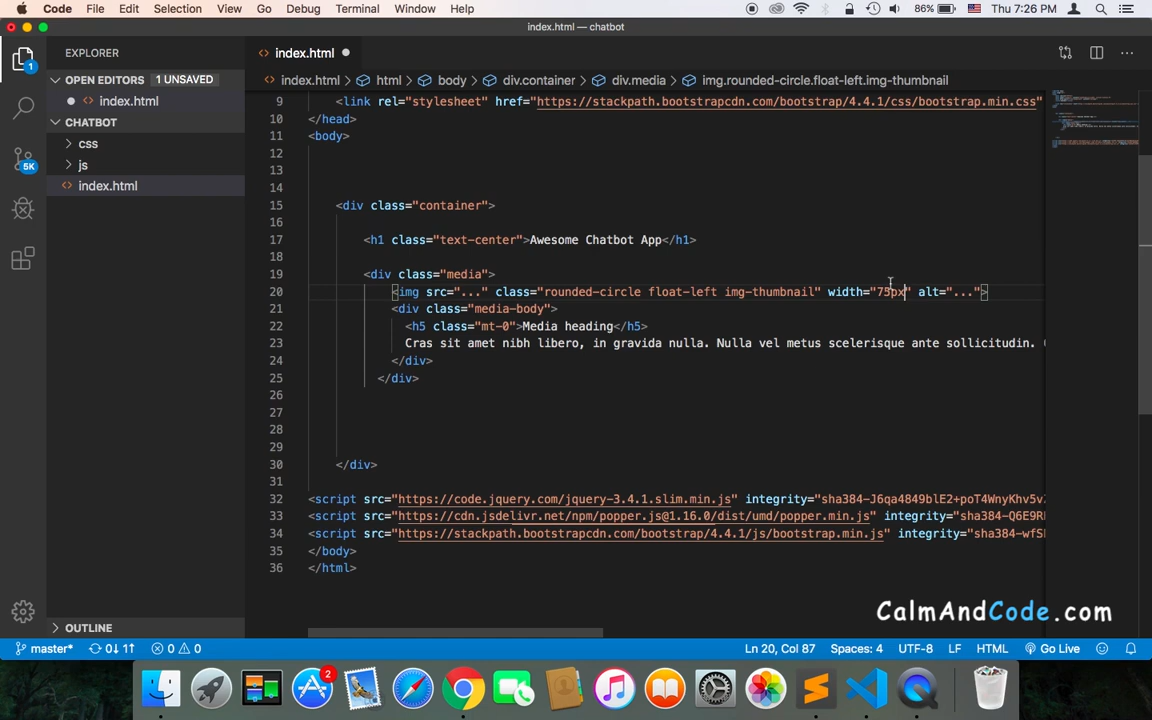 Code File Edit Selection View Go Debug Terminal Window Help 86% Thu 7:26 PM
index.html — chatbot
EXPLORER
index.html
OPEN EDITORS 1 UNSAVED
index.html
CHATBOT
css
js
index.html
OUTLINE
1
5K
index.html > html > body > div.container > div.media > img.rounded-circle.float-left.img-thumbnail
9 <link rel="stylesheet" href="https://stackpath.bootstrapcdn.com/bootstrap/4.4.1/css/bootstrap.min.css"
10 </head>
11 <body>
12
13
14
15 <div class="container">
16
17 <h1 class="text-center">Awesome Chatbot App</h1>
18
19 <div class="media">
20 <img src="..." class="rounded-circle float-left img-thumbnail" width="75px" alt="...">
21 <div class="media-body">
22 <h5 class="mt-0">Media heading</h5>
23 Cras sit amet nibh libero, in gravida nulla. Nulla vel metus scelerisque ante sollicitudin.
24 </div>
25 </div>
26
27
28
29
30 </div>
31
32 <script src="https://code.jquery.com/jquery-3.4.1.slim.min.js" integrity="sha384-J6qa4849blE2+poT4WnyKhv5v
33 <script src="https://cdn.jsdelivr.net/npm/popper.js@1.16.0/dist/umd/popper.min.js" integrity="sha384-Q6E9R
34 <script src="https://stackpath.bootstrapcdn.com/bootstrap/4.4.1/js/bootstrap.min.js" integrity="sha384-wfS
35 </body>
36 </html>
CalmAndCode.com
master* 0↓ 1↑ 0 0 Ln 20, Col 87 Spaces: 4 UTF-8 LF HTML Go Live
2